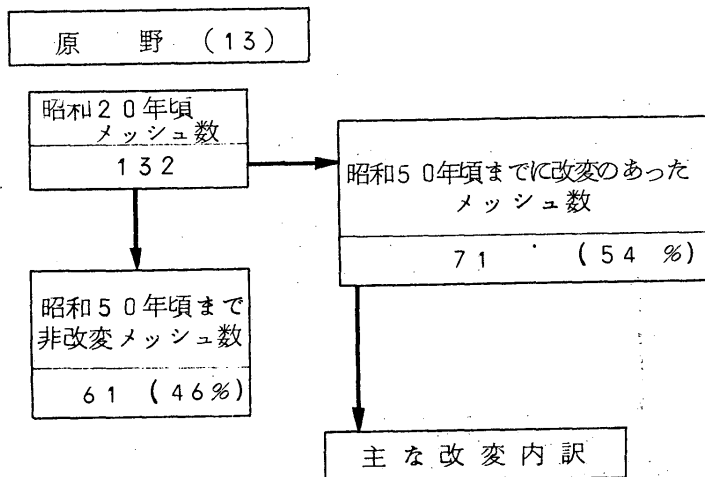 原 野 (13)
昭和20年頃
メッシュ数
132
昭和50年頃までに改変のあった
メッシュ数
71 (54 %)
昭和50年頃まで
非改変メッシュ数
61 (46%)
主な改変内訳